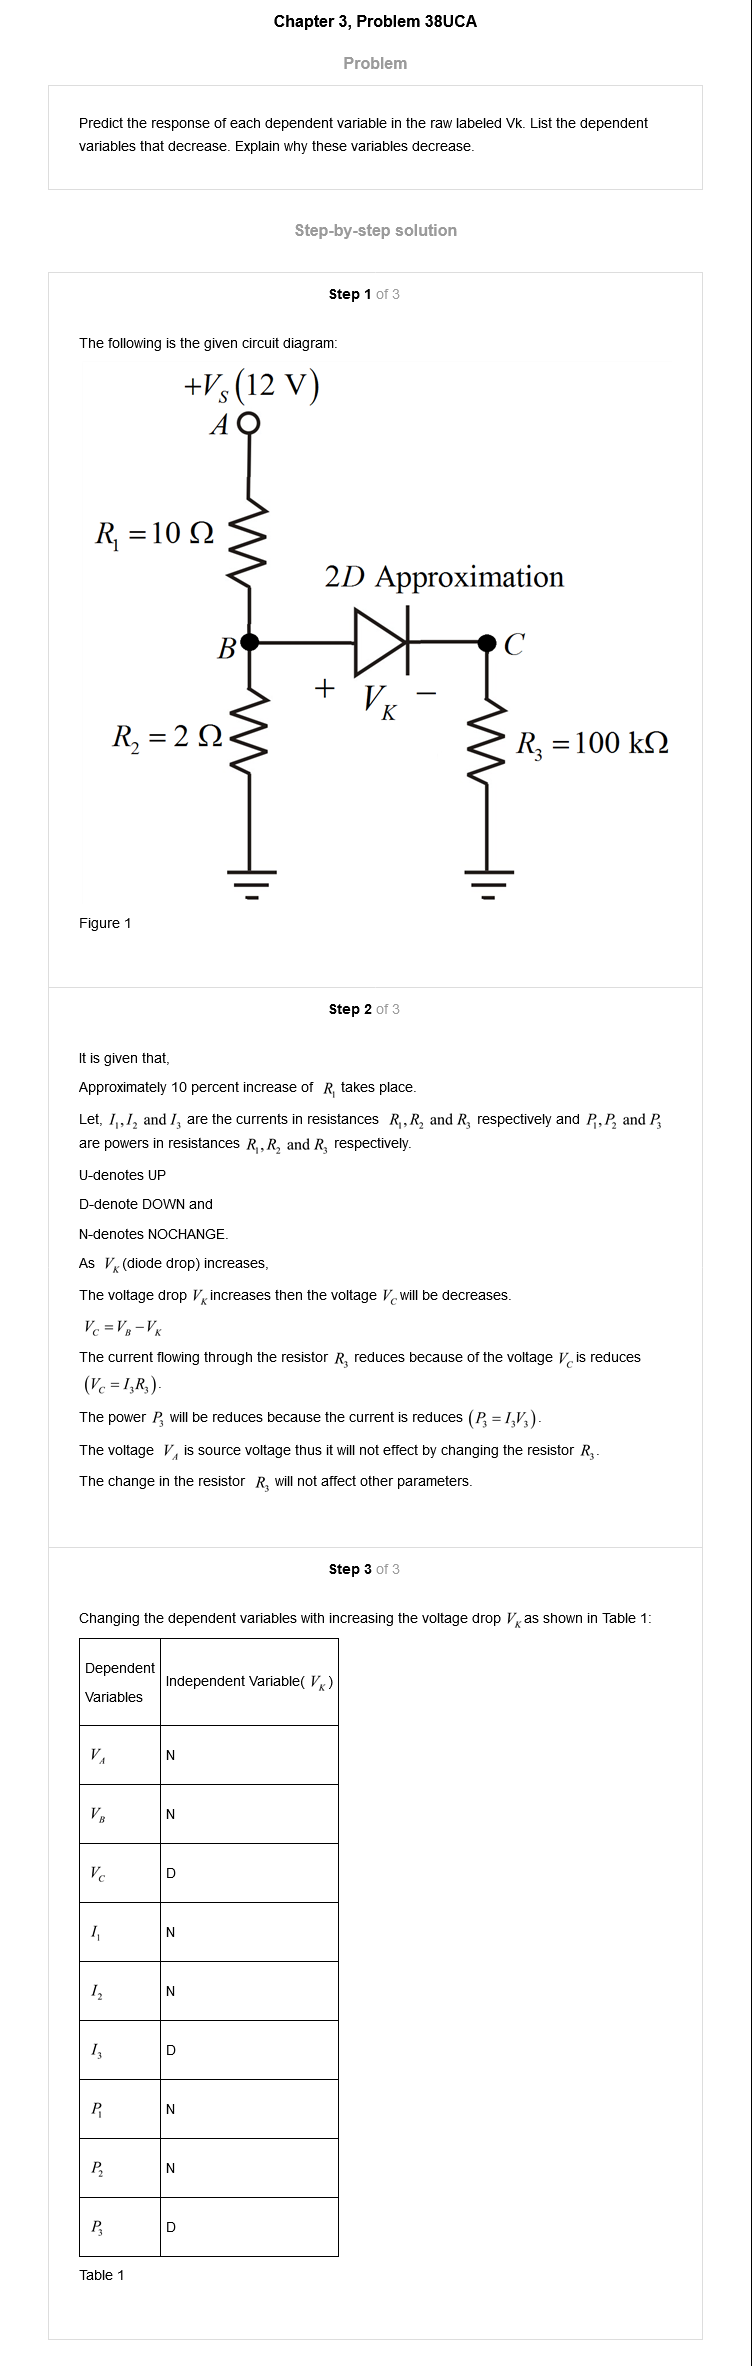 Chapter 3, Problem 38UCA
Problem
Predict the response of each dependent variable in the raw labeled Vk. List the dependent
variables that decrease. Explain why these variables decrease.
Step-by-step solution
Step 1 of 3
The following is the given circuit diagram:
+V_S (12 V)
A
R_1 = 10 Ω
2D Approximation
B
C
+ V_K −
R_2 = 2 Ω
R_3 = 100 kΩ
Figure 1
Step 2 of 3
It is given that,
Approximately 10 percent increase of R_1 takes place.
Let, I_1, I_2 and I_3 are the currents in resistances R_1, R_2 and R_3 respectively and P_1, P_2 and P_3
are powers in resistances R_1, R_2 and R_3 respectively.
U-denotes UP
D-denote DOWN and
N-denotes NOCHANGE.
As V_K (diode drop) increases,
The voltage drop V_K increases then the voltage V_C will be decreases.
V_C = V_B − V_K
The current flowing through the resistor R_3 reduces because of the voltage V_C is reduces
(V_C = I_3R_3).
The power P_3 will be reduces because the current is reduces (P_3 = I_3V_3).
The voltage V_A is source voltage thus it will not effect by changing the resistor R_3.
The change in the resistor R_3 will not affect other parameters.
Step 3 of 3
Changing the dependent variables with increasing the voltage drop V_K as shown in Table 1:
Dependent
Variables
Independent Variable( V_K )
V_A N
V_B N
V_C D
I_1 N
I_2 N
I_3 D
P_1 N
P_2 N
P_3 D
Table 1